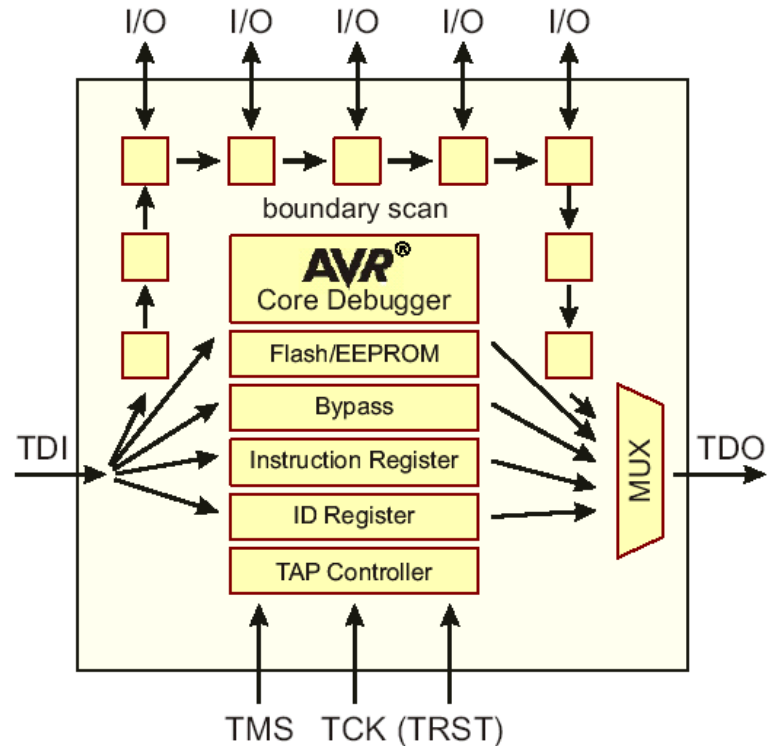 I/O I/O I/O I/O I/O
boundary scan
AVR®
Core Debugger
Flash/EEPROM
Bypass
TDI
Instruction Register
MUX
TDO
ID Register
TAP Controller
TMS TCK (TRST)